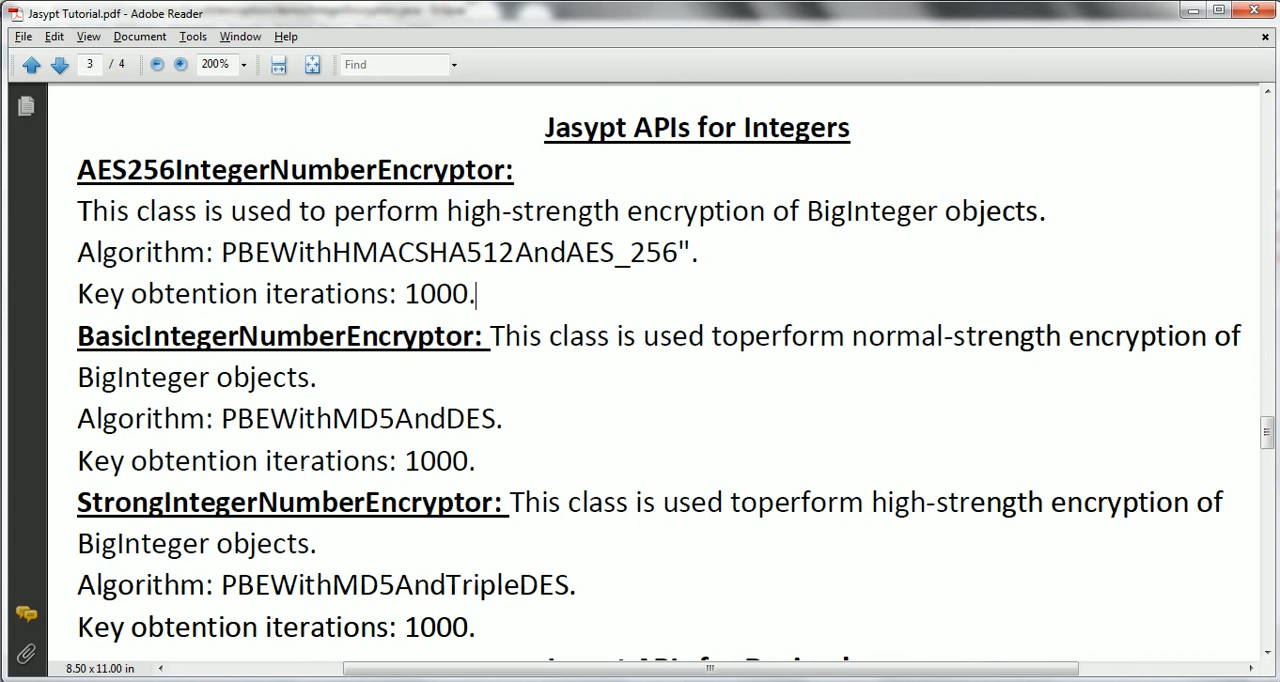 Jasypt Tutorial.pdf - Adobe Reader
File Edit View Document Tools Window Help
3 / 4 200% Find
Jasypt APIs for Integers
AES256IntegerNumberEncryptor:
This class is used to perform high-strength encryption of BigInteger objects.
Algorithm: PBEWithHMACSHA512AndAES_256".
Key obtention iterations: 1000.
BasicIntegerNumberEncryptor: This class is used toperform normal-strength encryption of
BigInteger objects.
Algorithm: PBEWithMD5AndDES.
Key obtention iterations: 1000.
StrongIntegerNumberEncryptor: This class is used toperform high-strength encryption of
BigInteger objects.
Algorithm: PBEWithMD5AndTripleDES.
Key obtention iterations: 1000.
8.50 x 11.00 in